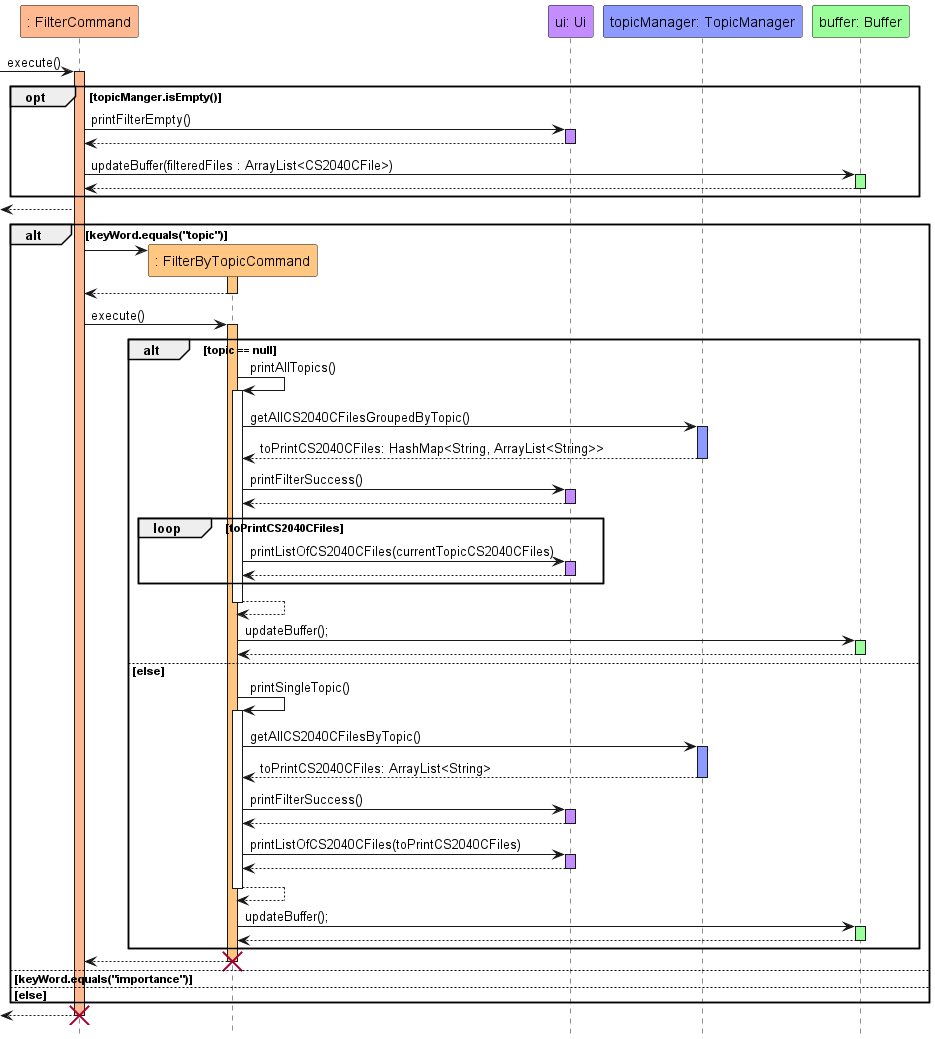 : FilterCommand
ui: Ui
topicManager: TopicManager
buffer: Buffer
execute()
opt
[topicManger.isEmpty()]
printFilterEmpty()
updateBuffer(filteredFiles : ArrayList<CS2040CFile>)
alt
[keyWord.equals("topic")]
: FilterByTopicCommand
execute()
alt
[topic == null]
printAllTopics()
getAllCS2040CFilesGroupedByTopic()
toPrintCS2040CFiles: HashMap<String, ArrayList<String>>
printFilterSuccess()
loop
[toPrintCS2040CFiles]
printListOfCS2040CFiles(currentTopicCS2040CFiles)
updateBuffer();
[else]
printSingleTopic()
getAllCS2040CFilesByTopic()
toPrintCS2040CFiles: ArrayList<String>
printFilterSuccess()
printListOfCS2040CFiles(toPrintCS2040CFiles)
updateBuffer();
[keyWord.equals("importance")]
[else]